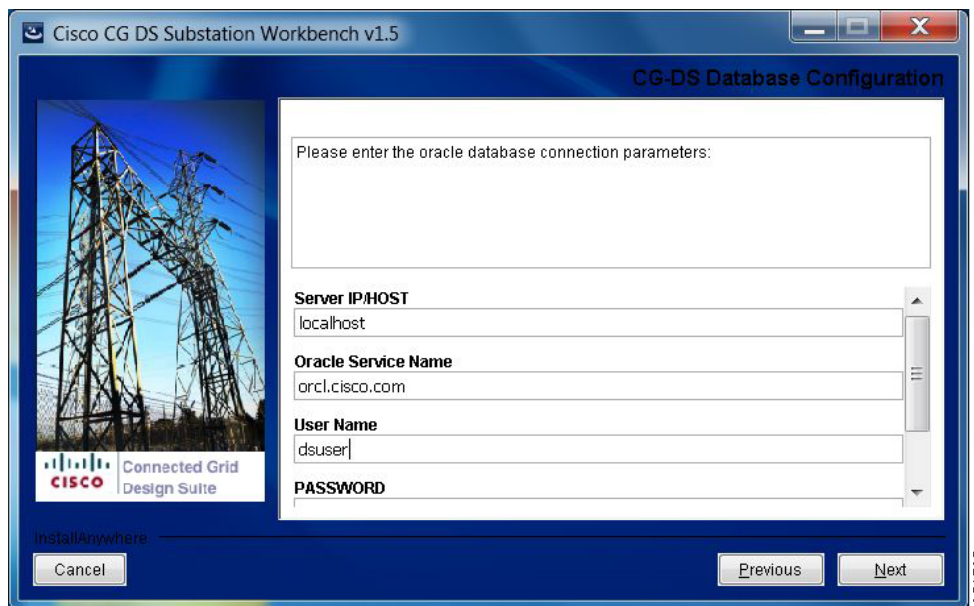 Cisco CG DS Substation Workbench v1.5
CG-DS Database Configuration
Please enter the oracle database connection parameters:
Server IP/HOST
localhost
Oracle Service Name
orcl.cisco.com
User Name
dsuser
PASSWORD
CISCO
Connected Grid
Design Suite
InstallAnywhere
Cancel
Previous
Next